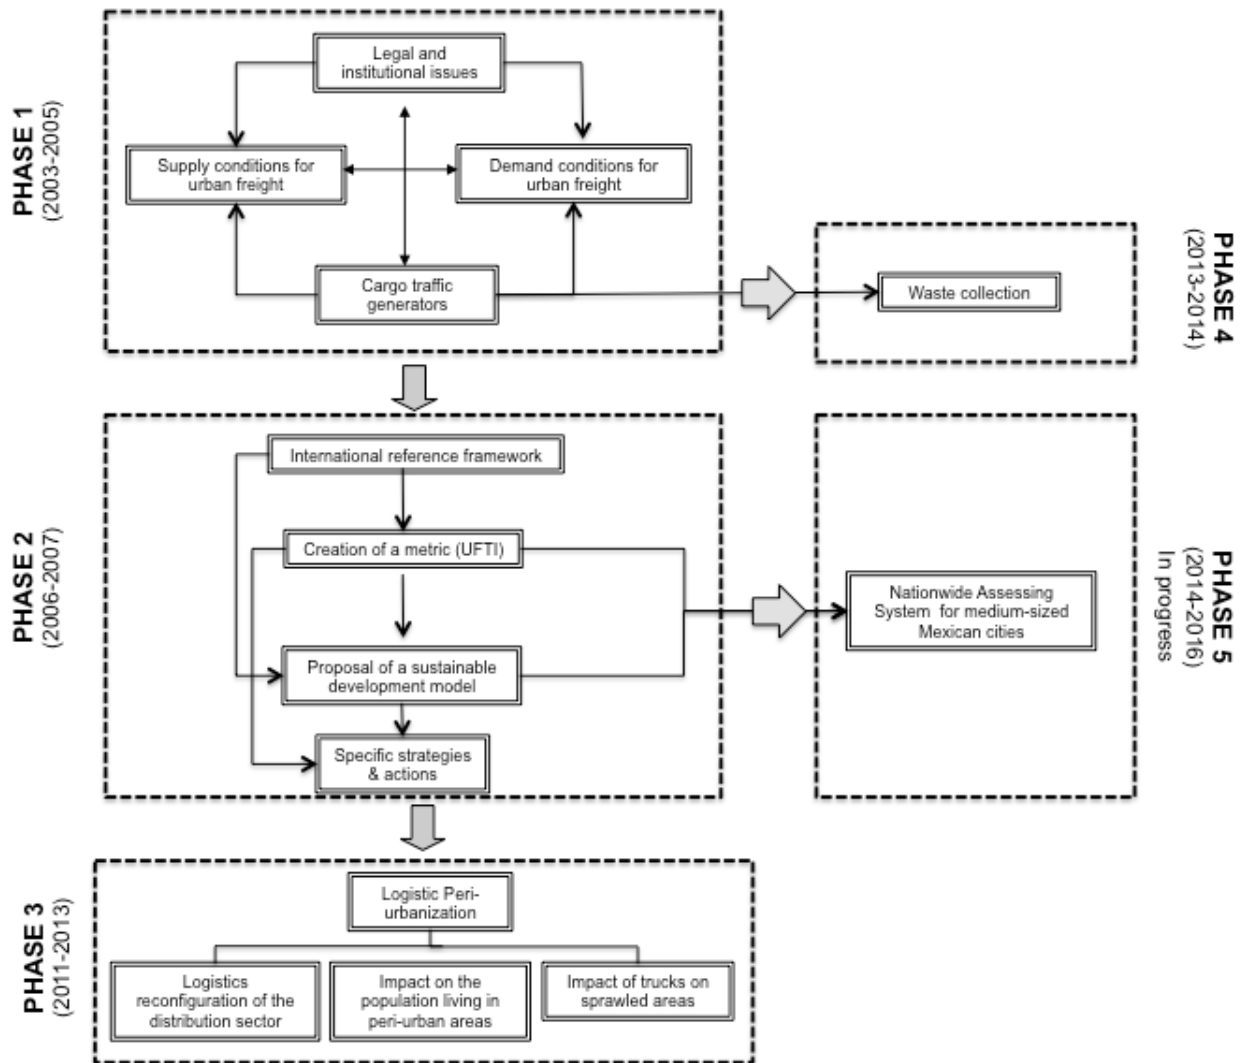 PHASE 1
(2003-2005)
Legal and
institutional issues
Supply conditions for
urban freight
Demand conditions for
urban freight
Cargo traffic
generators
PHASE 4
(2013-2014)
Waste collection
PHASE 2
(2006-2007)
International reference framework
Creation of a metric (UFTI)
Proposal of a sustainable
development model
Specific strategies
& actions
PHASE 5
(2014-2016)
In progress
Nationwide Assessing
System for medium-sized
Mexican cities
PHASE 3
(2011-2013)
Logistic Peri-
urbanization
Logistics
reconfiguration of the
distribution sector
Impact on the
population living in
peri-urban areas
Impact of trucks on
sprawled areas